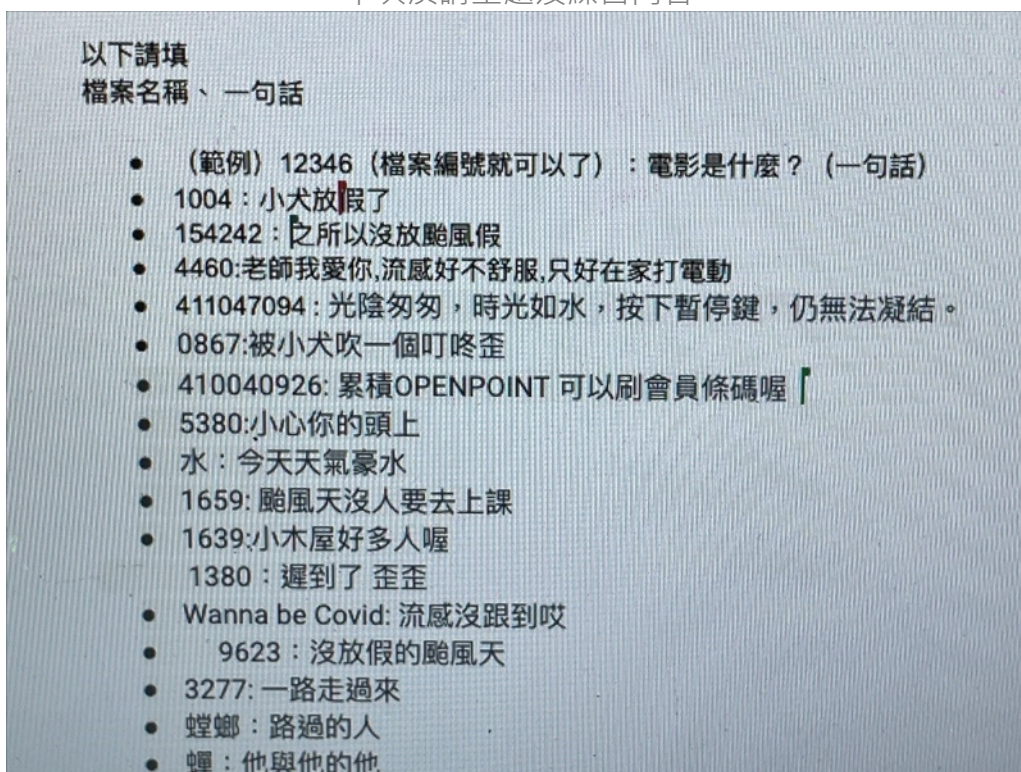 以下請填
檔案名稱、一句話
• （範例）12346（檔案編號就可以了）：電影是什麼？（一句話）
• 1004：小犬放假了
• 154242：之所以沒放颱風假
• 4460:老師我愛你,流感好不舒服,只好在家打電動
• 411047094 : 光陰匆匆，時光如水，按下暫停鍵，仍無法凝結。
• 0867:被小犬吹一個叮咚歪
• 410040926: 累積OPENPOINT 可以刷會員條碼喔
• 5380:小心你的頭上
• 水：今天天氣豪水
• 1659: 颱風天沒人要去上課
• 1639:小木屋好多人喔
1380：遲到了 歪歪
• Wanna be Covid: 流感沒跟到哎
• 9623：沒放假的颱風天
• 3277: 一路走過來
• 螳螂：路過的人
• 蟬：他與他的他